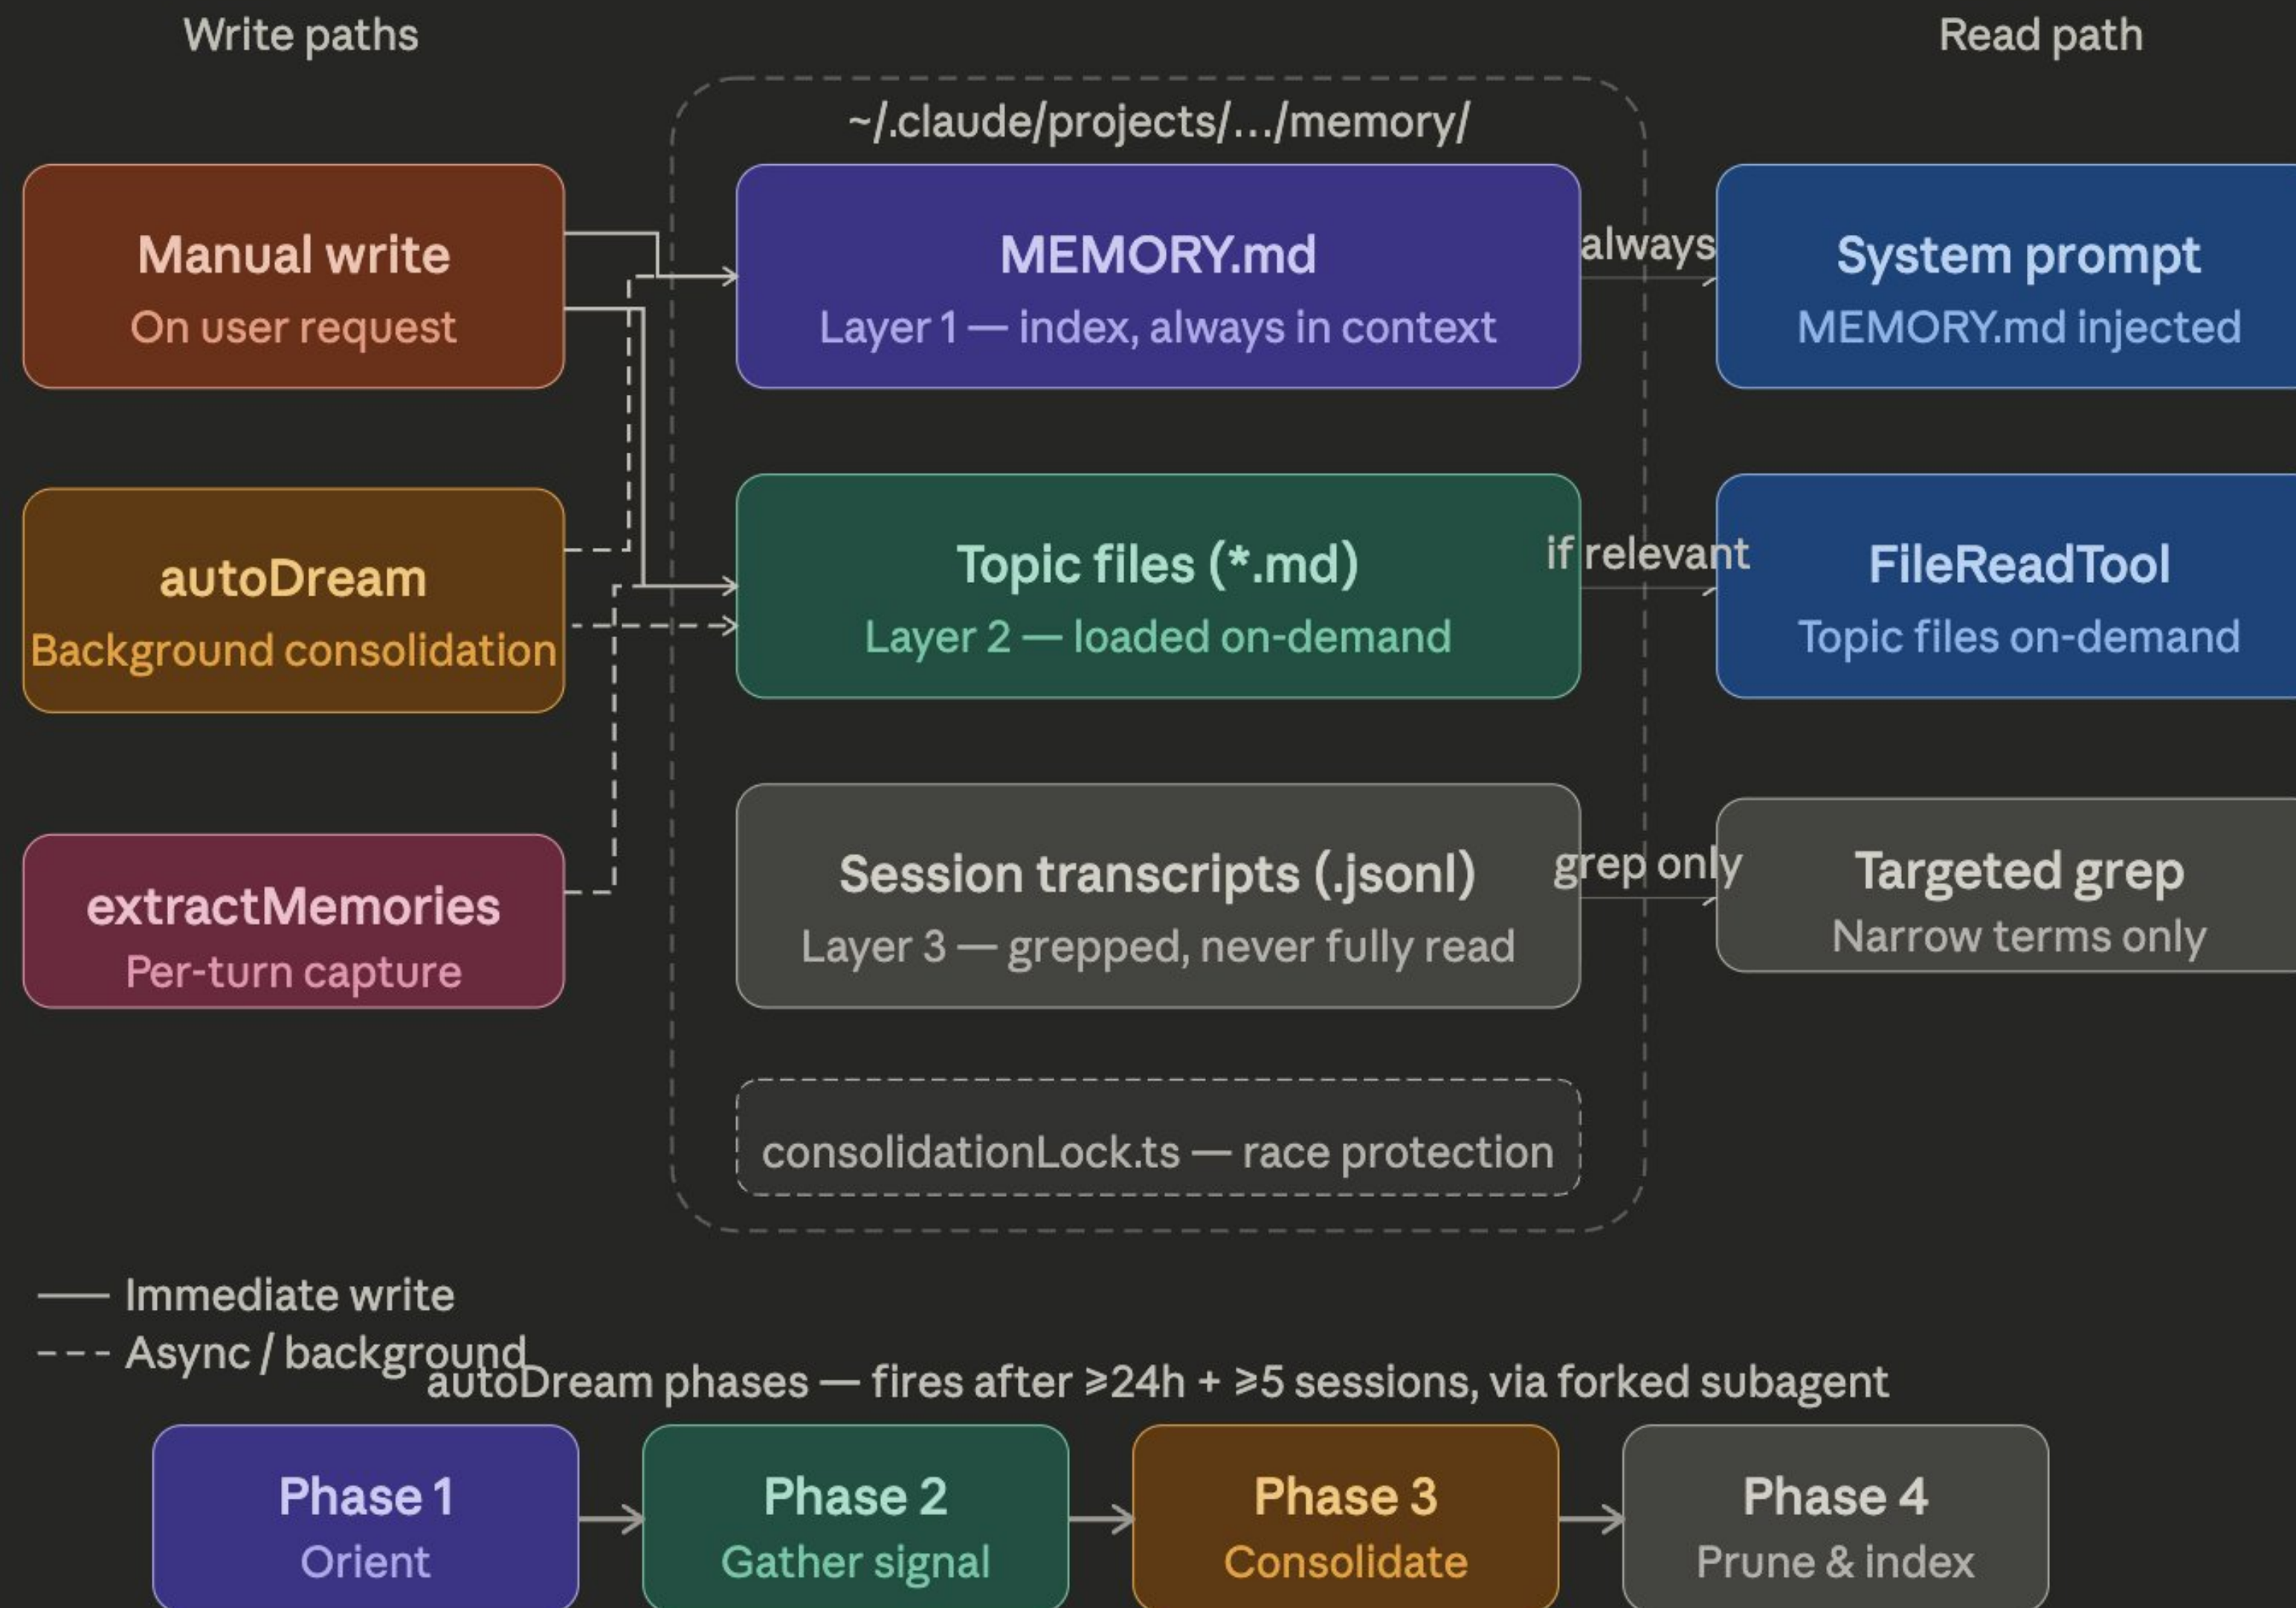 Write paths
Read path
~/.claude/projects/.../memory/
Manual write
On user request
MEMORY.md
Layer 1 — index, always in context
always
System prompt
MEMORY.md injected
autoDream
Background consolidation
Topic files (*.md)
Layer 2 — loaded on-demand
if relevant
FileReadTool
Topic files on-demand
extractMemories
Per-turn capture
Session transcripts (.jsonl)
Layer 3 — grepped, never fully read
grep only
Targeted grep
Narrow terms only
consolidationLock.ts — race protection
Immediate write
Async / background
autoDream phases — fires after ≥24h + ≥5 sessions, via forked subagent
Phase 1
Orient
Phase 2
Gather signal
Phase 3
Consolidate
Phase 4
Prune & index